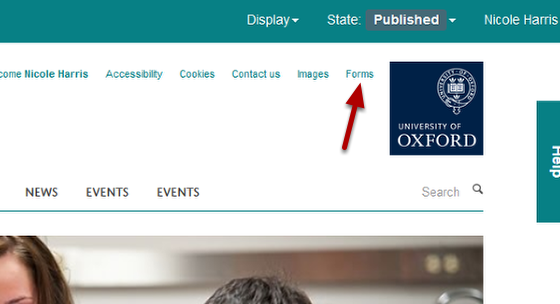 Display State: Published Nicole Harris
come Nicole Harris Accessibility Cookies Contact us Images Forms
UNIVERSITY OF
OXFORD
Help
NEWS EVENTS EVENTS Search